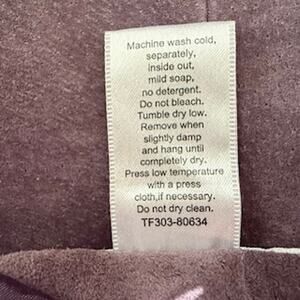 Machine wash cold,
separately,
inside out,
mild soap,
no detergent.
Do not bleach.
Tumble dry low.
Remove when
slightly damp
and hang until
completely dry.
Press low temperature
with a press
cloth,if necessary.
Do not dry clean.
TF303-80634